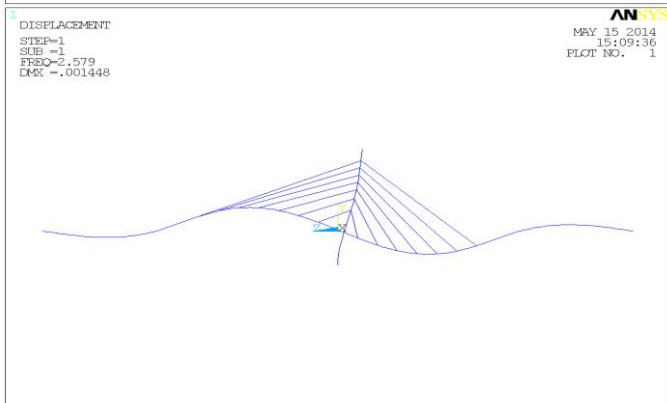 1
DISPLACEMENT
STEP=1
SUB =1
FREQ=2.579
DMX =.001448
ANSYS
MAY 15 2014
15:09:36
PLOT NO. 1
Y
Z X